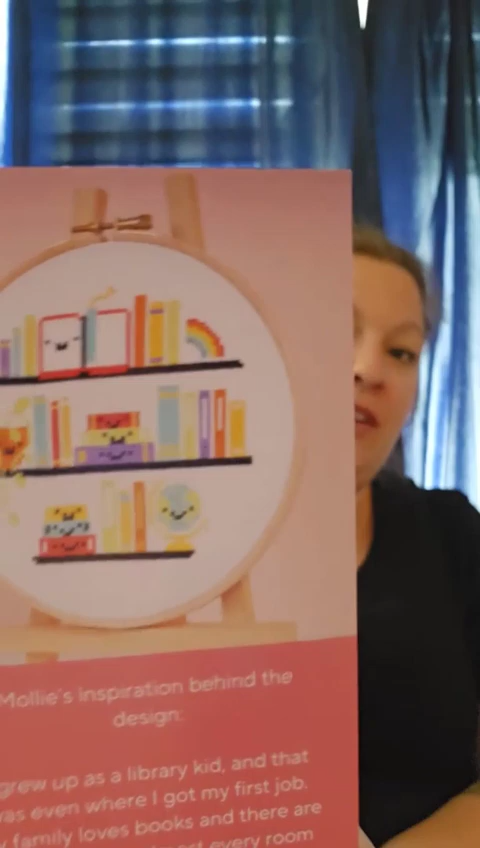 Mollie's Inspiration behind the
design:
grew up as a library kid, and that
was even where I got my first job.
family loves books and there are
every room